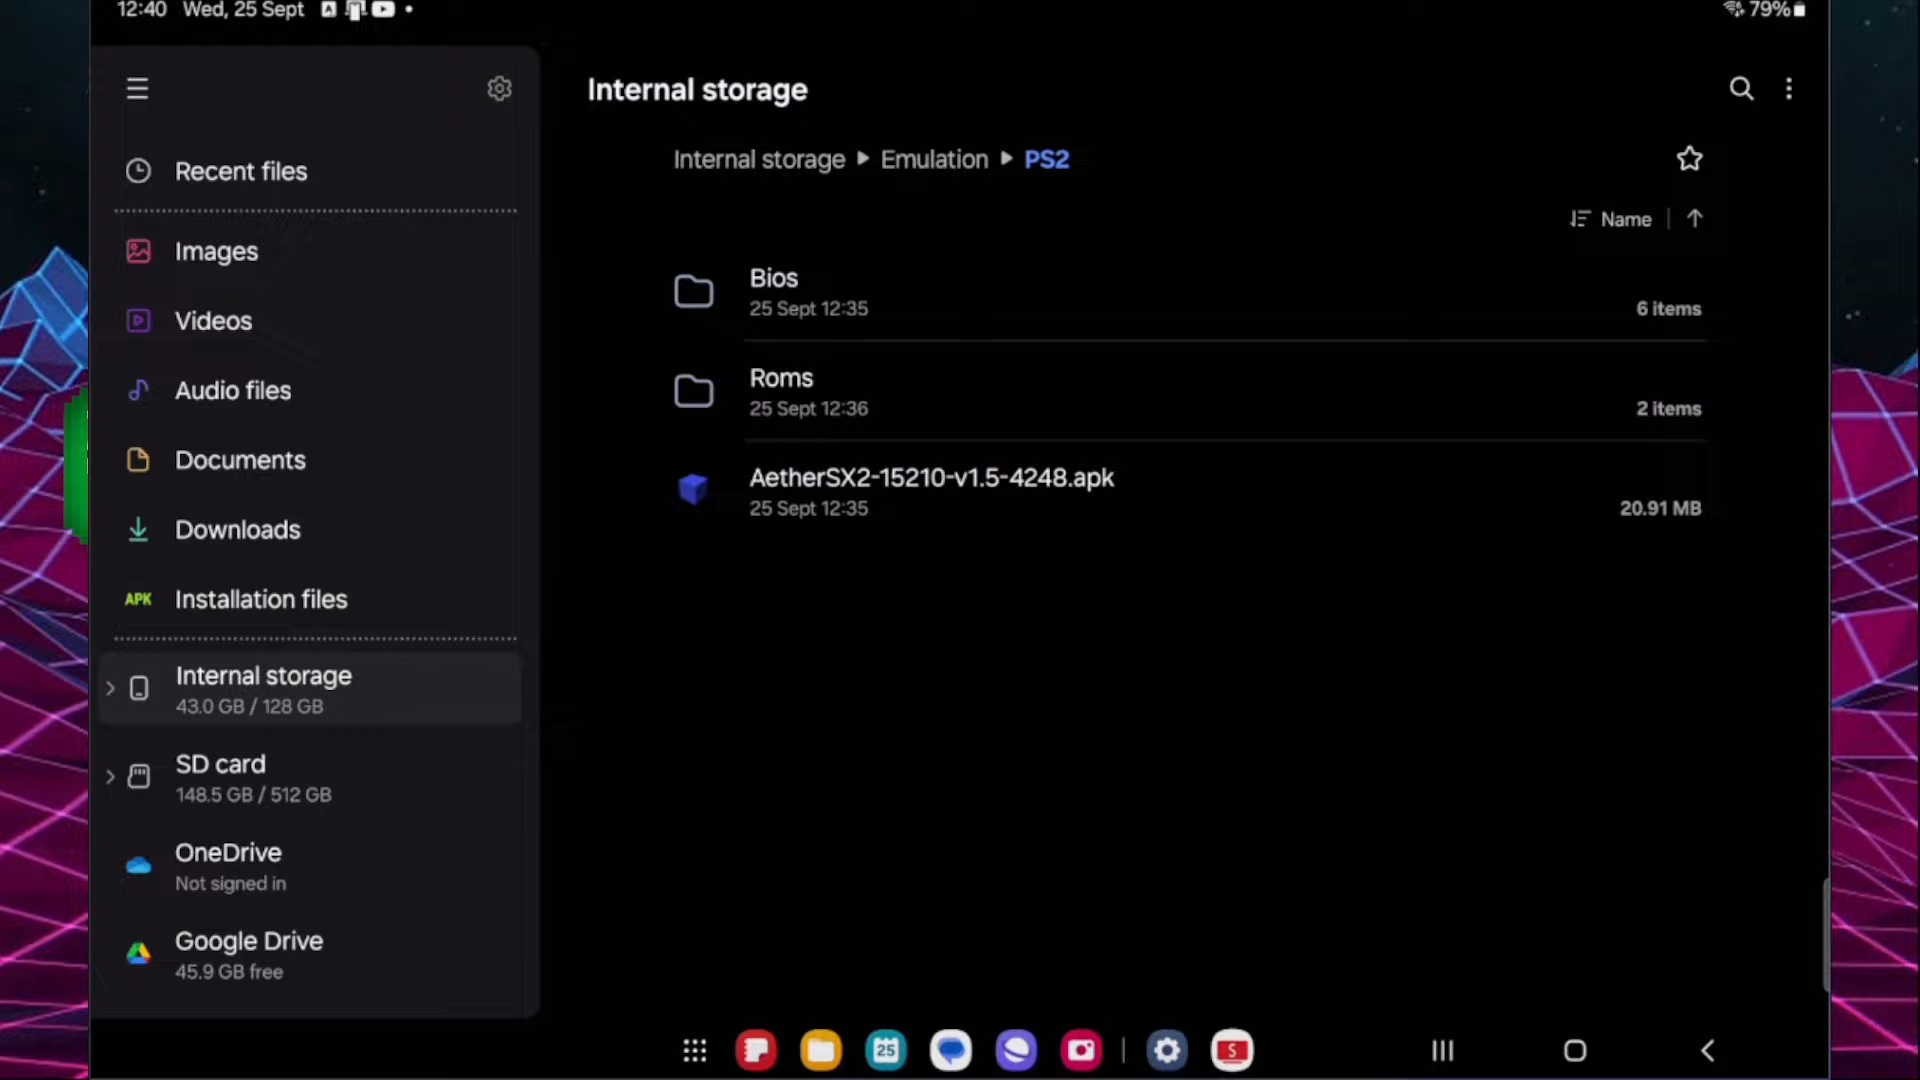 12:40 Wed, 25 Sept
79%
Internal storage
Recent files
Internal storage Emulation PS2
Name
Images
Videos
Audio files
Documents
Downloads
APK Installation files
Internal storage
43.0 GB / 128 GB
SD card
148.5 GB / 512 GB
OneDrive
Not signed in
Google Drive
45.9 GB free
Bios
25 Sept 12:35
6 items
Roms
25 Sept 12:36
2 items
AetherSX2-15210-v1.5-4248.apk
25 Sept 12:35
20.91 MB
25
S